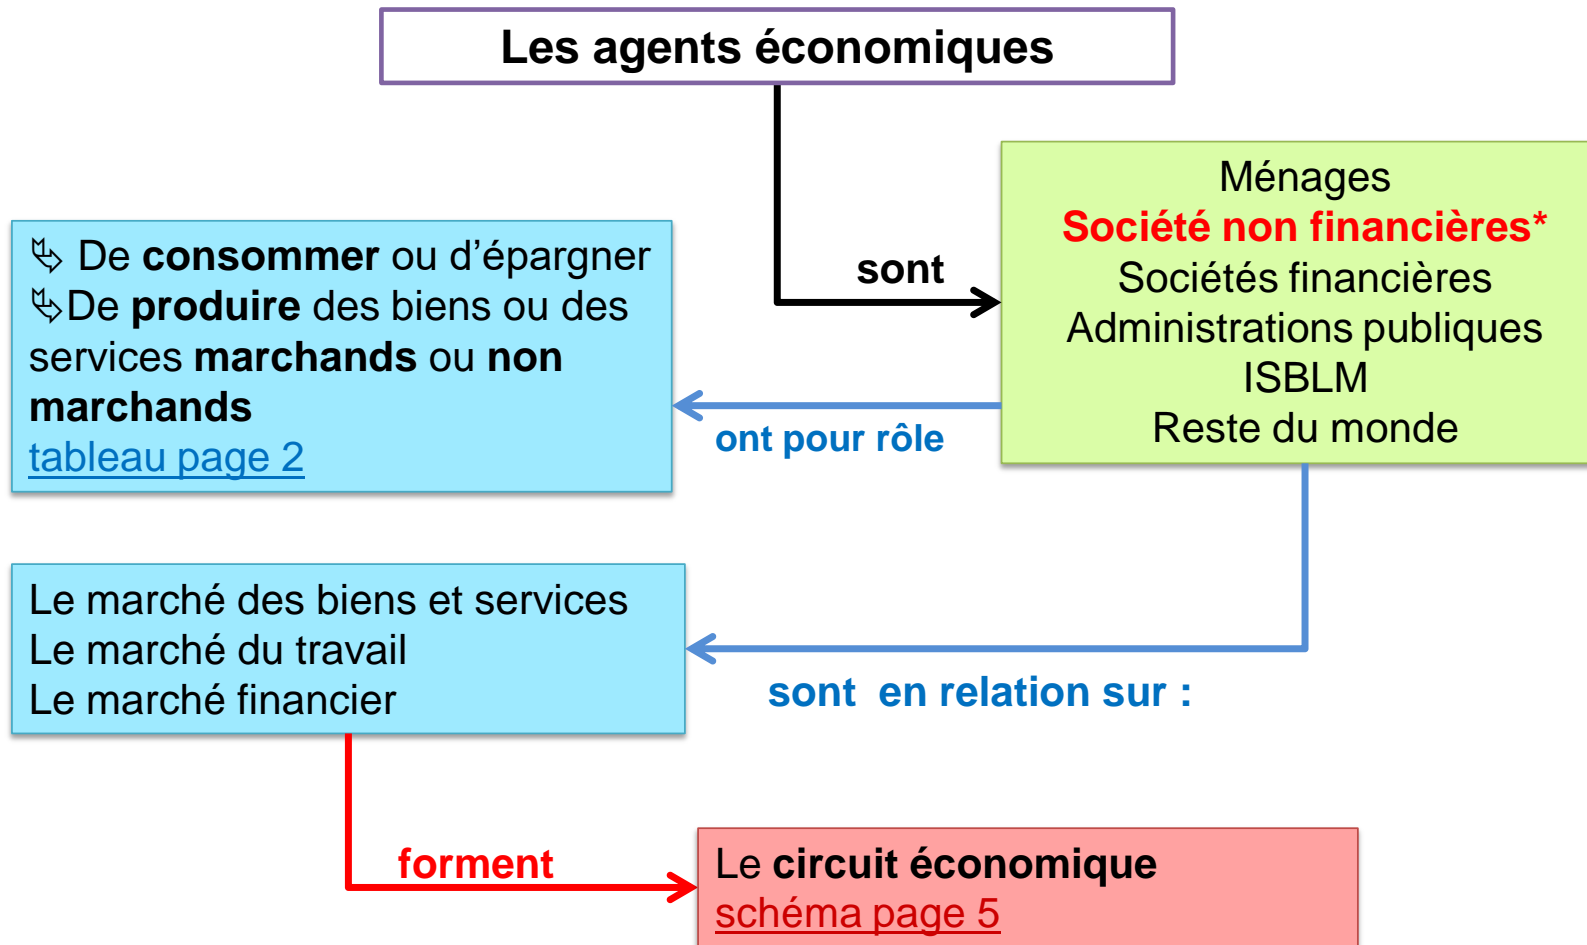 Les agents économiques
sont
Ménages
Société non financières*
Sociétés financières
Administrations publiques
ISBLM
Reste du monde
ont pour rôle
⮱ De consommer ou d'épargner
⮱De produire des biens ou des
services marchands ou non
marchands
tableau page 2
sont en relation sur :
Le marché des biens et services
Le marché du travail
Le marché financier
forment
Le circuit économique
schéma page 5